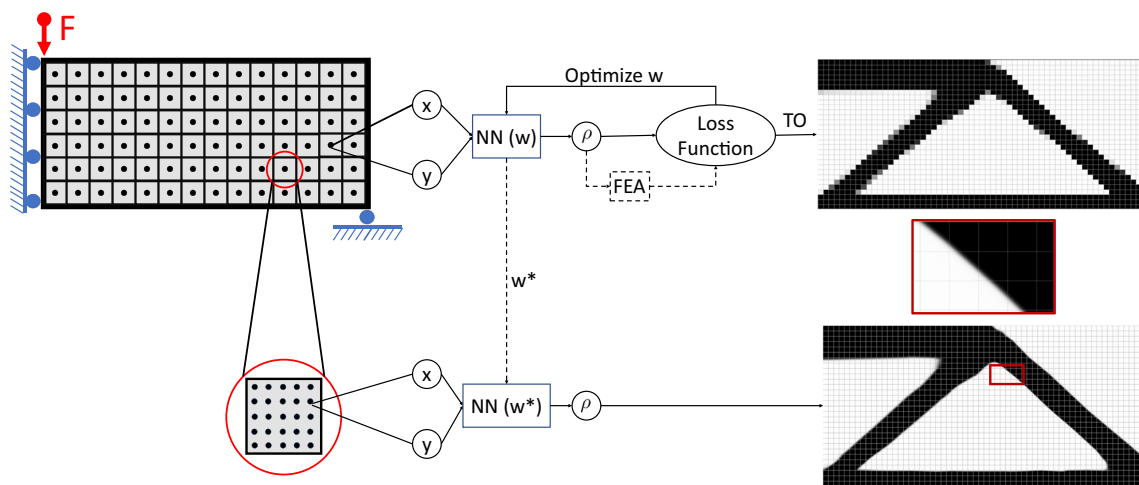 F
Optimize w
x
NN (w)
ρ
Loss
Function
TO
y
FEA
w*
x
NN (w*)
ρ
y